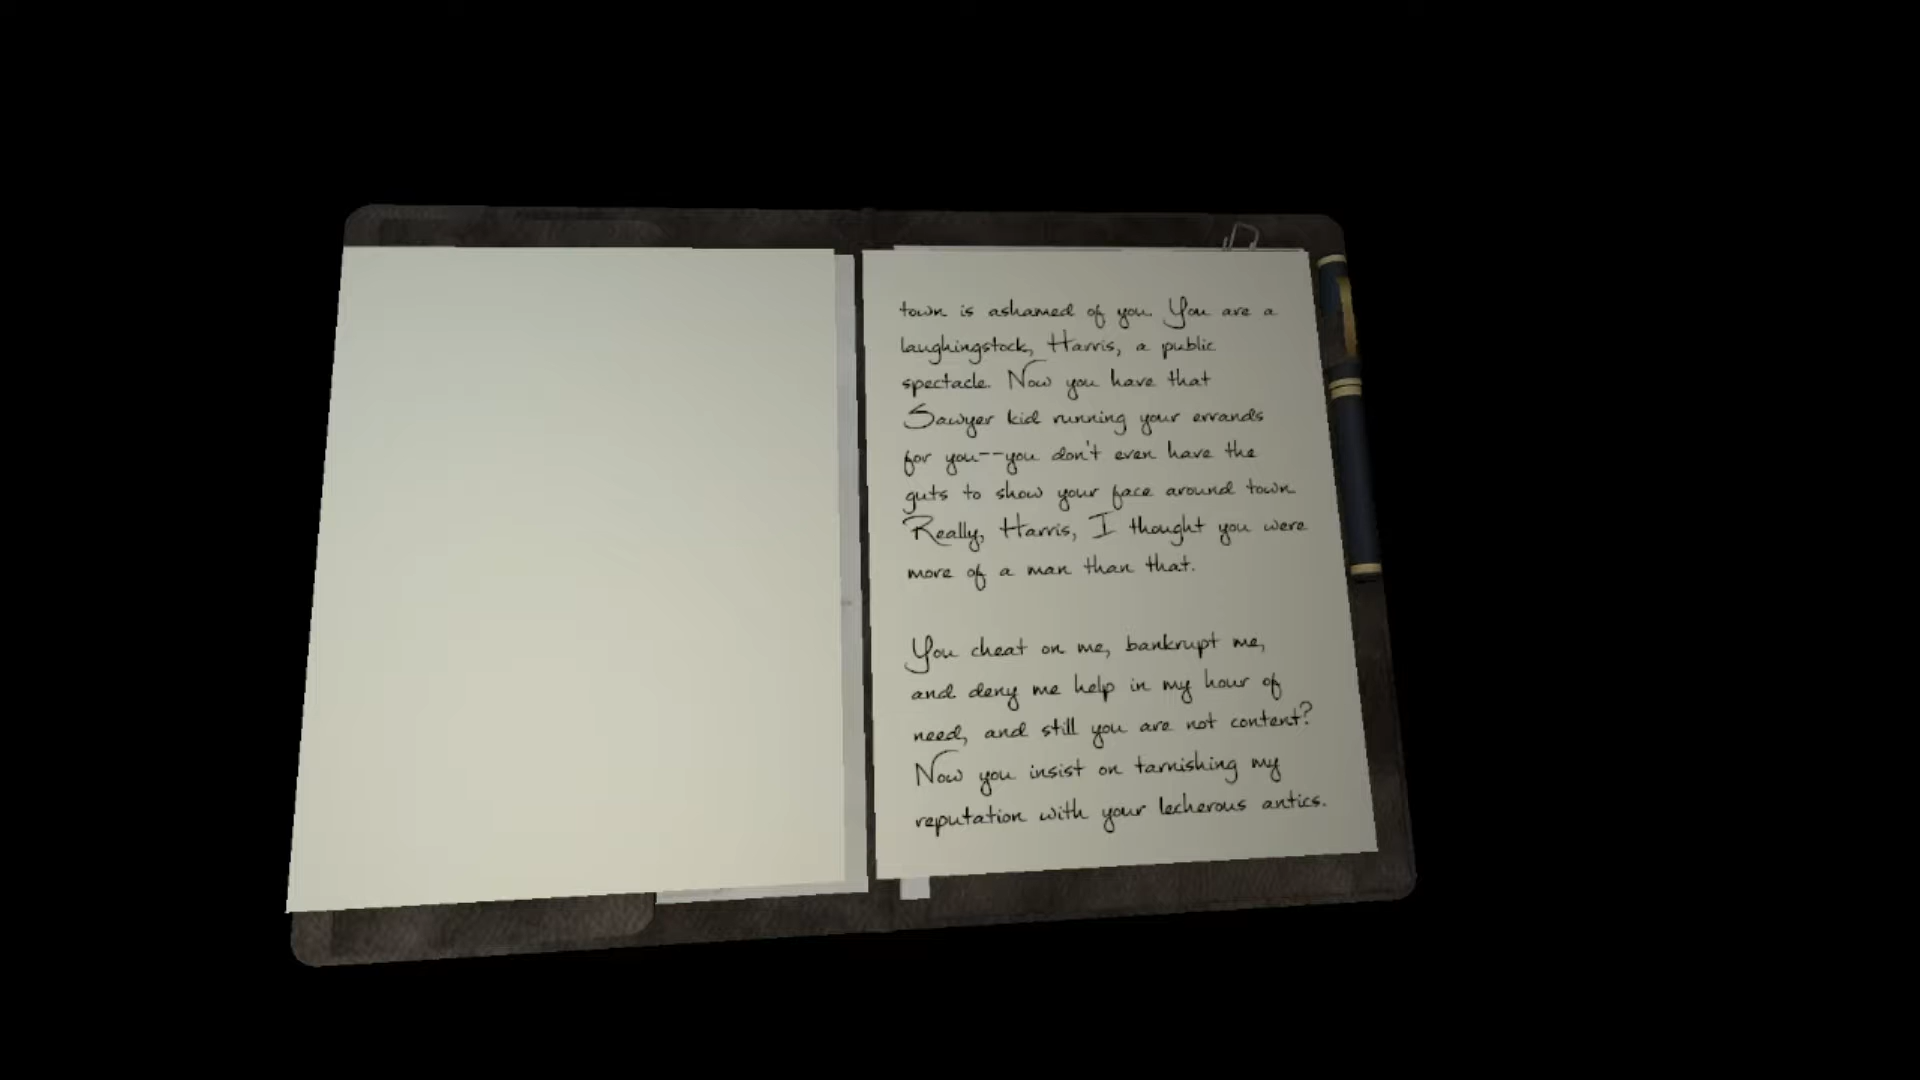 town is ashamed of you. You are a
laughingstock, Harris, a public
spectacle. Now you have that
Sawyer kid running your errands
for you--you don't even have the
guts to show your face around town.
Really, Harris, I thought you were
more of a man than that.
You cheat on me, bankrupt me,
and deny me help in my hour of
need, and still you are not content?
Now you insist on tarnishing my
reputation with your lecherous antics.